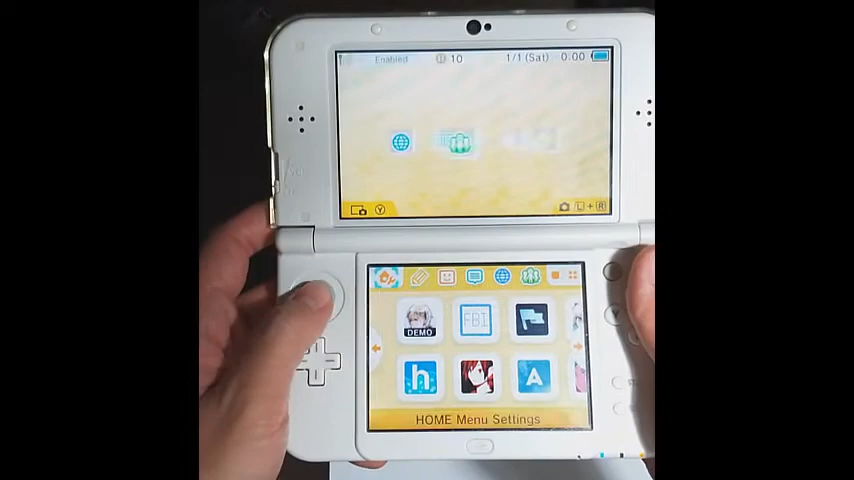 Enabled 10 1/1 (Sat) 0:00
Y L + R
DEMO FBI
h A
HOME Menu Settings